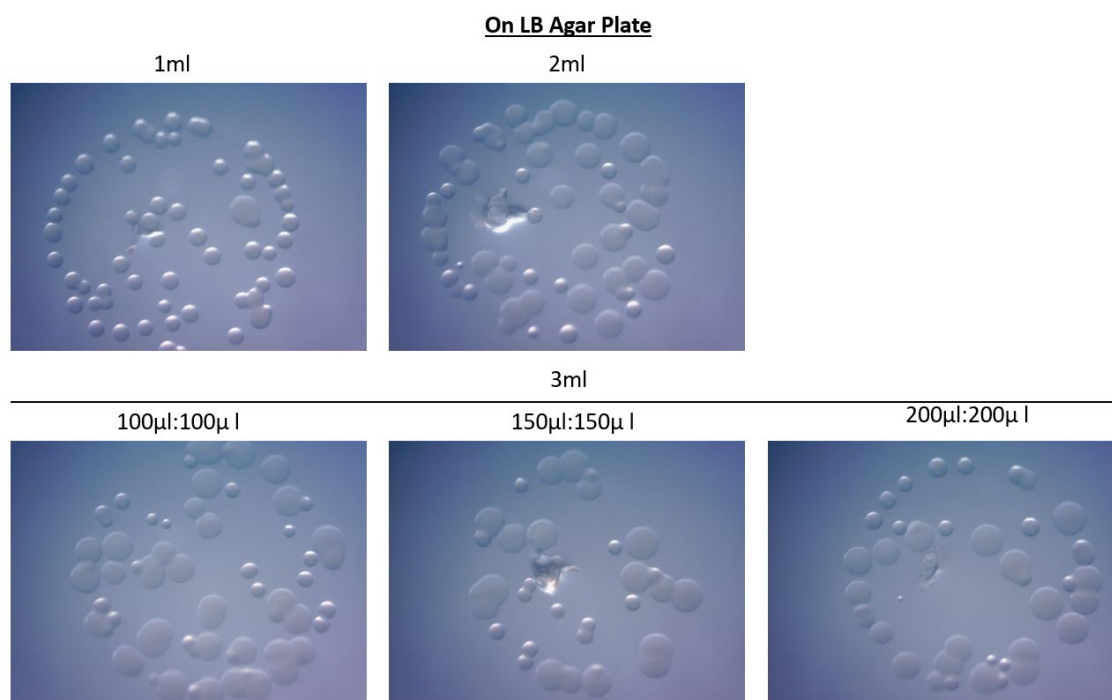 On LB Agar Plate
1ml
2ml
3ml
100µl:100µ l
150µl:150µ l
200µl:200µ l